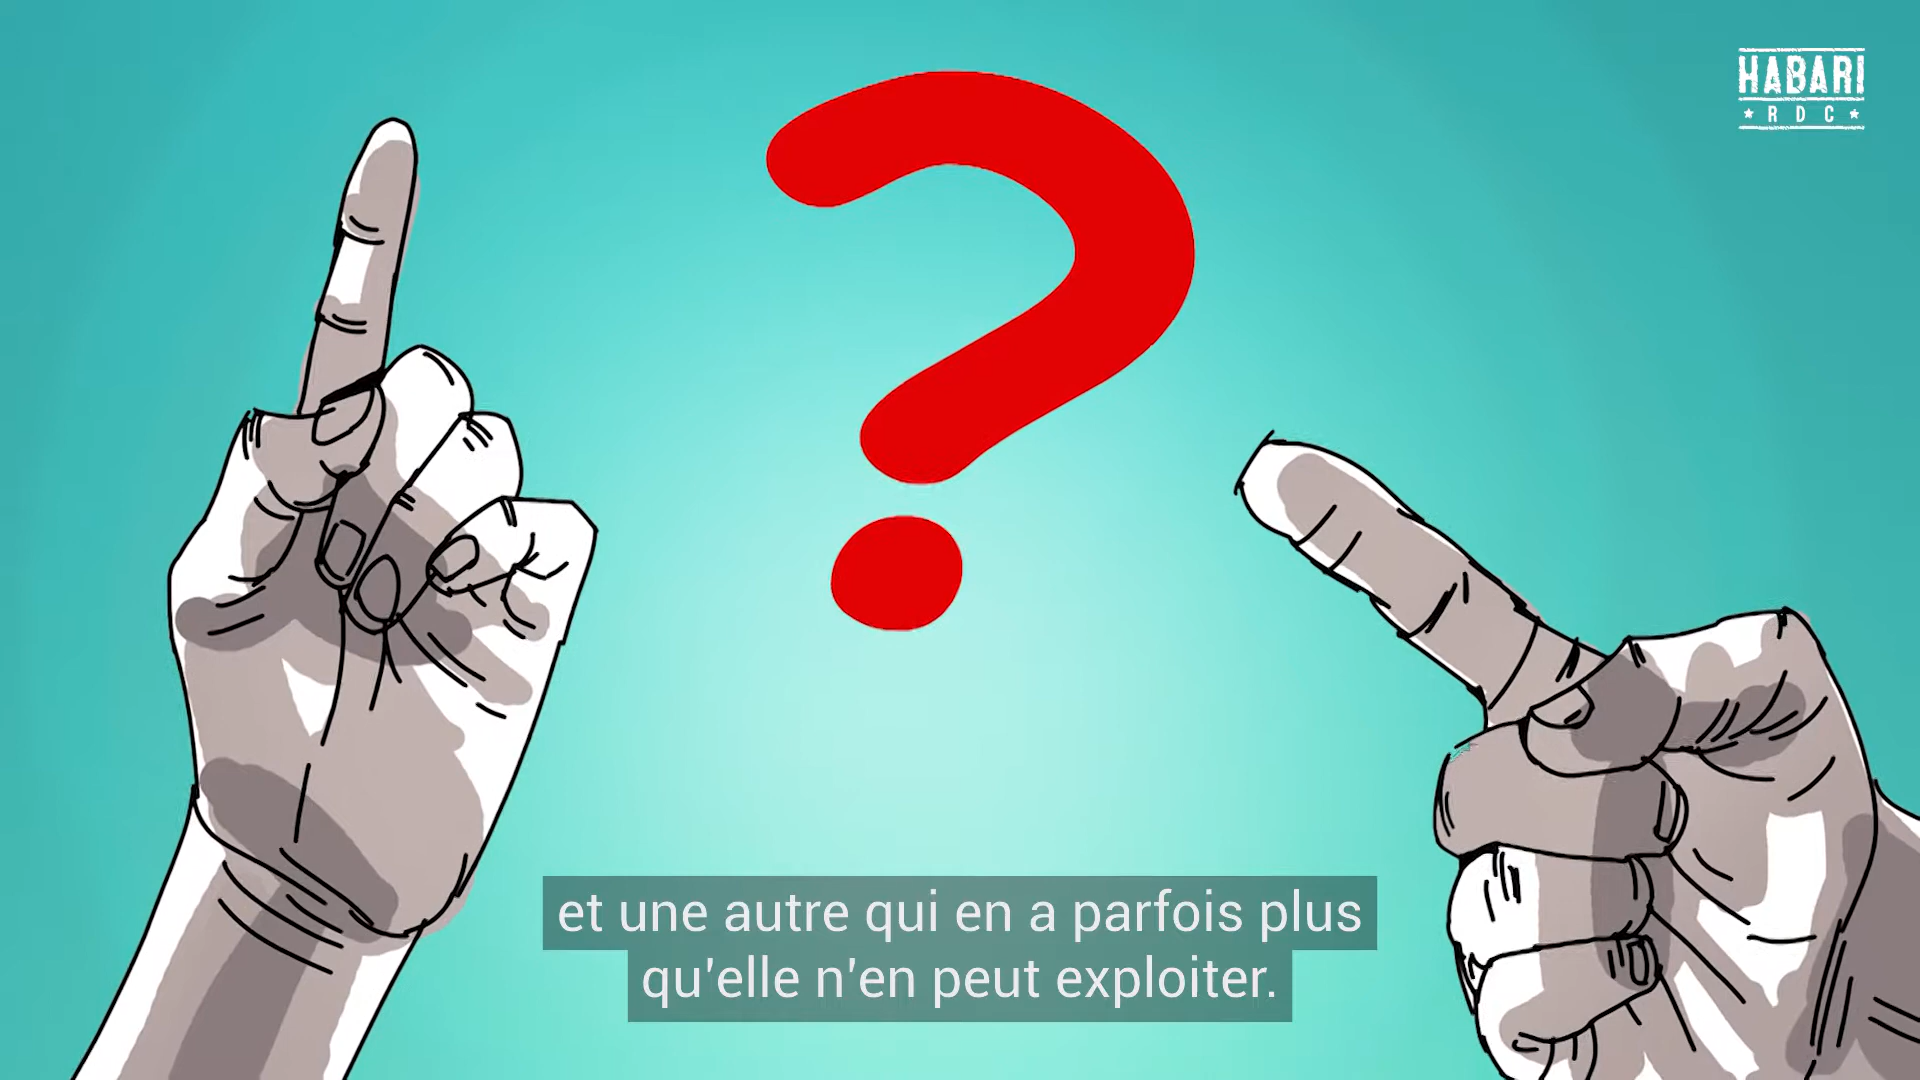 HABARI
RDC
et une autre qui en a parfois plus
qu'elle n'en peut exploiter.